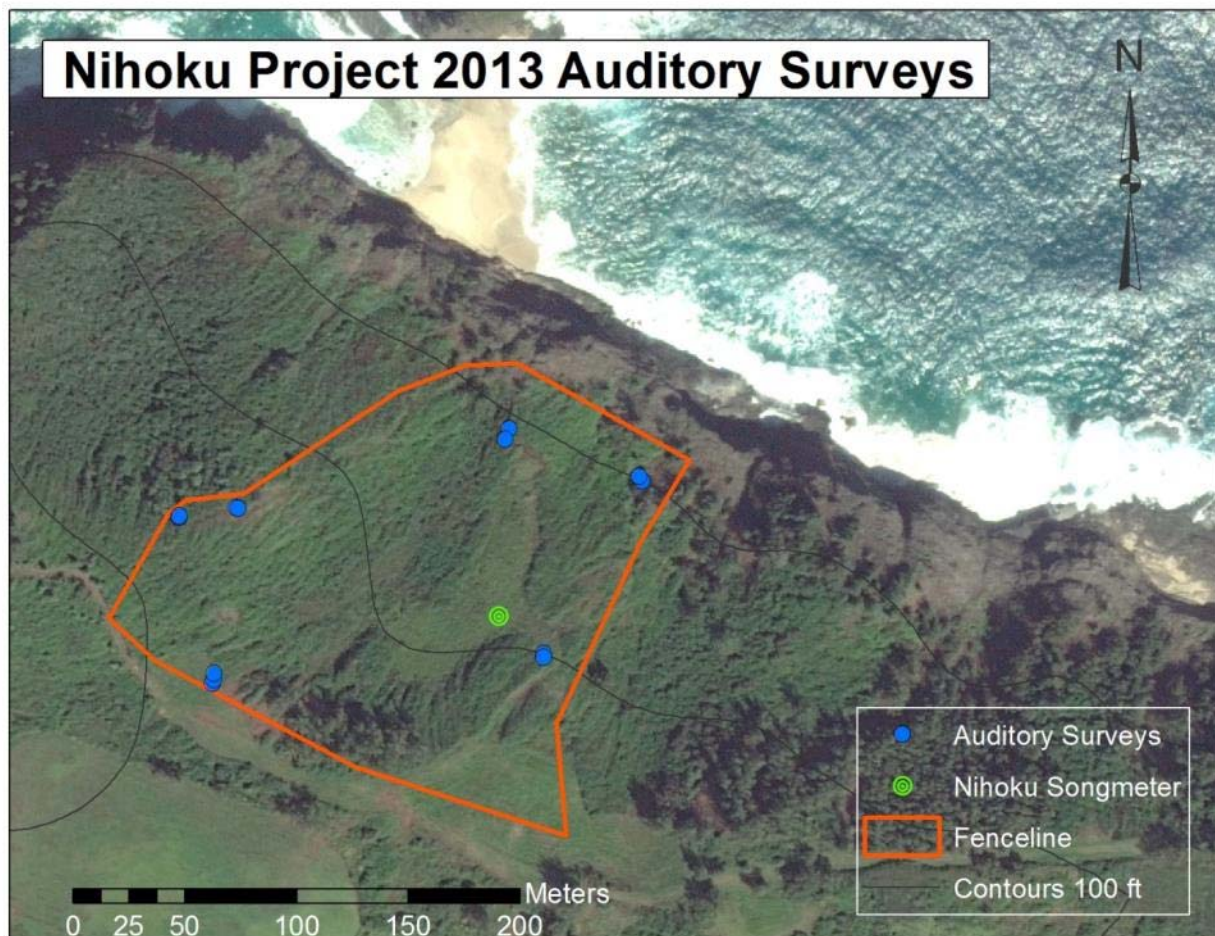 Nihoku Project 2013 Auditory Surveys
N
Auditory Surveys
Nihoku Songmeter
Fenceline
Contours 100 ft
Meters
0 25 50 100 150 200